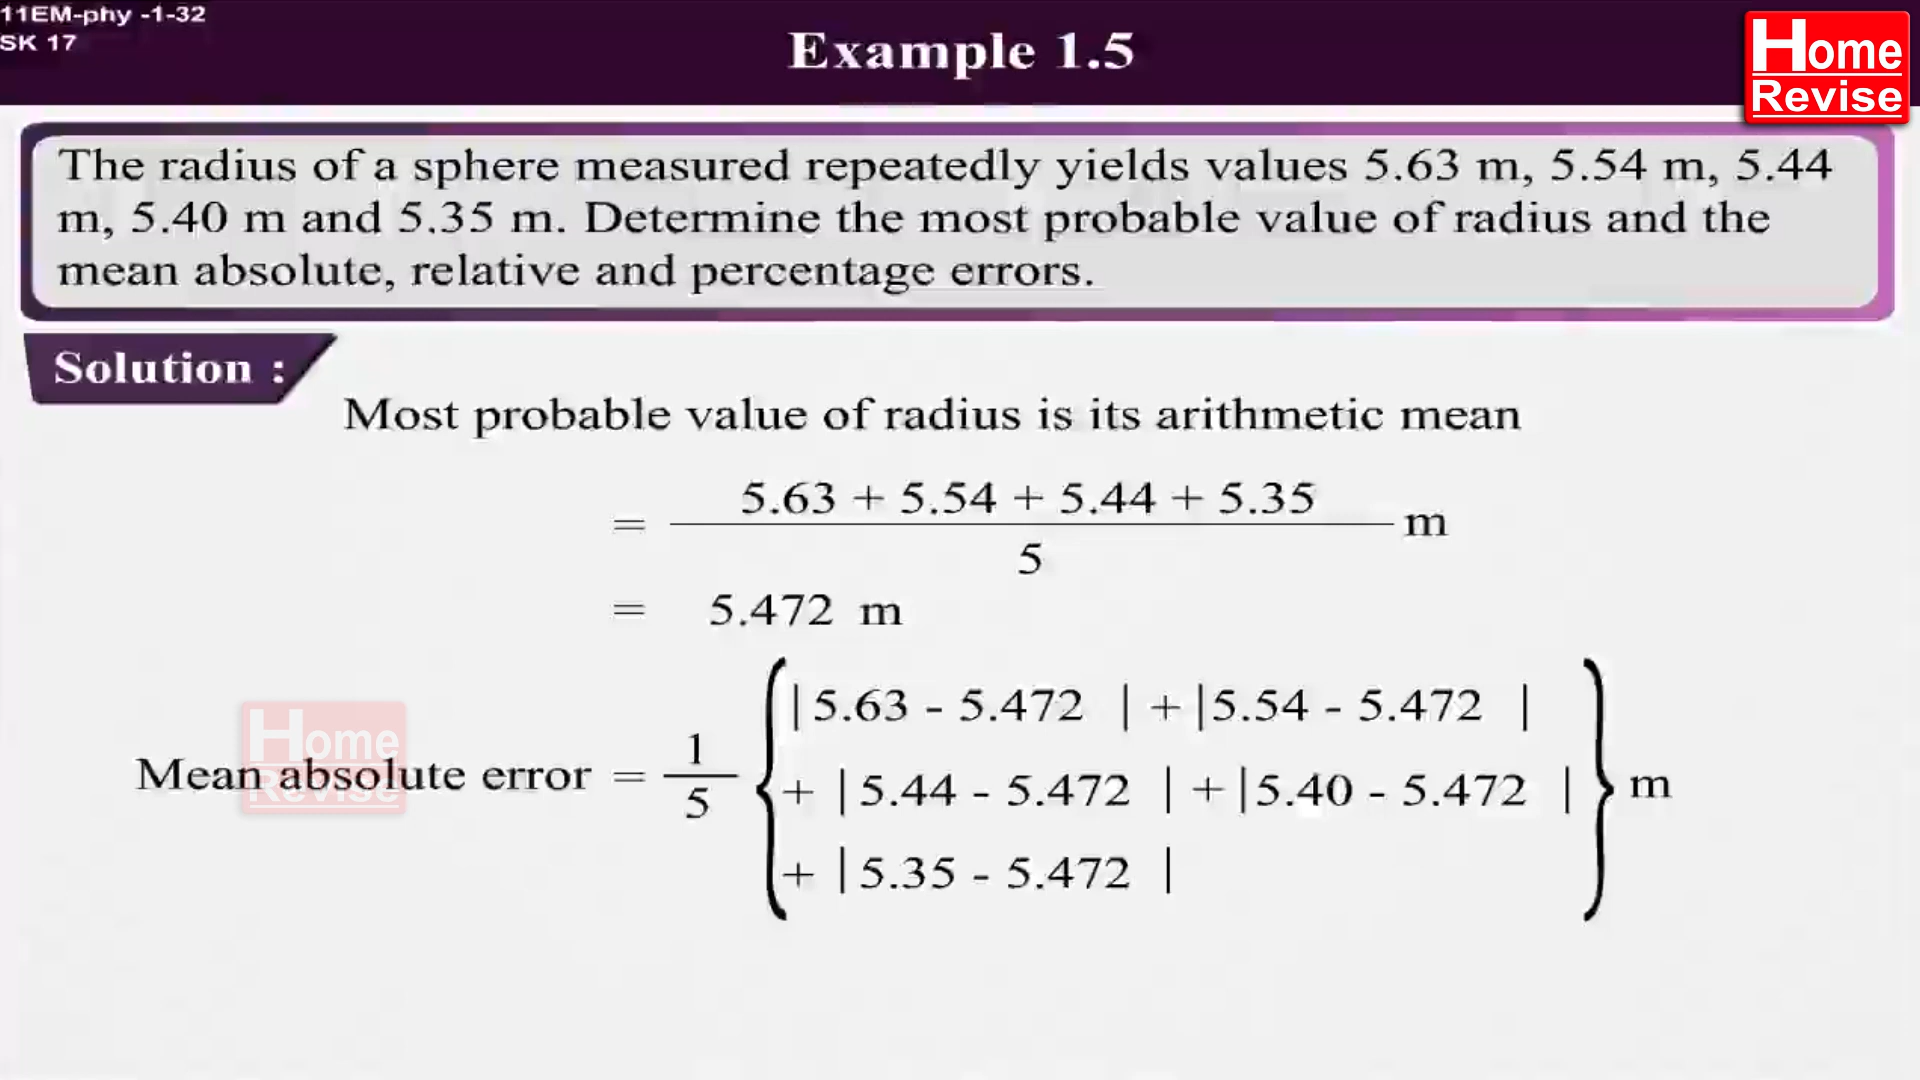 11EM-phy -1-32
SK 17
Example 1.5
Home
Revise
The radius of a sphere measured repeatedly yields values 5.63 m, 5.54 m, 5.44
m, 5.40 m and 5.35 m. Determine the most probable value of radius and the
mean absolute, relative and percentage errors.
Solution :
Most probable value of radius is its arithmetic mean
5.63 + 5.54 + 5.44 + 5.35
= m
5
= 5.472 m
| 5.63 - 5.472 | + | 5.54 - 5.472 |
Home
Revise
Mean absolute error = 1/5 { + | 5.44 - 5.472 | + | 5.40 - 5.472 | } m
+ | 5.35 - 5.472 |